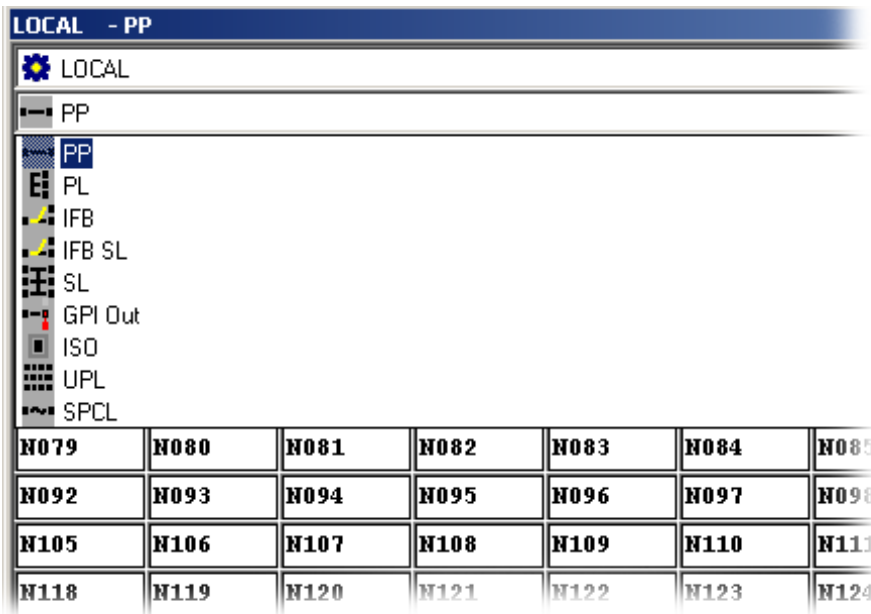 LOCAL - PP
LOCAL
PP
PP
PL
IFB
IFB SL
SL
GPI Out
ISO
UPL
SPCL
N079 N080 N081 N082 N083 N084
N092 N093 N094 N095 N096 N097
N105 N106 N107 N108 N109 N110
N118 N119 N120 N121 N122 N123 N124